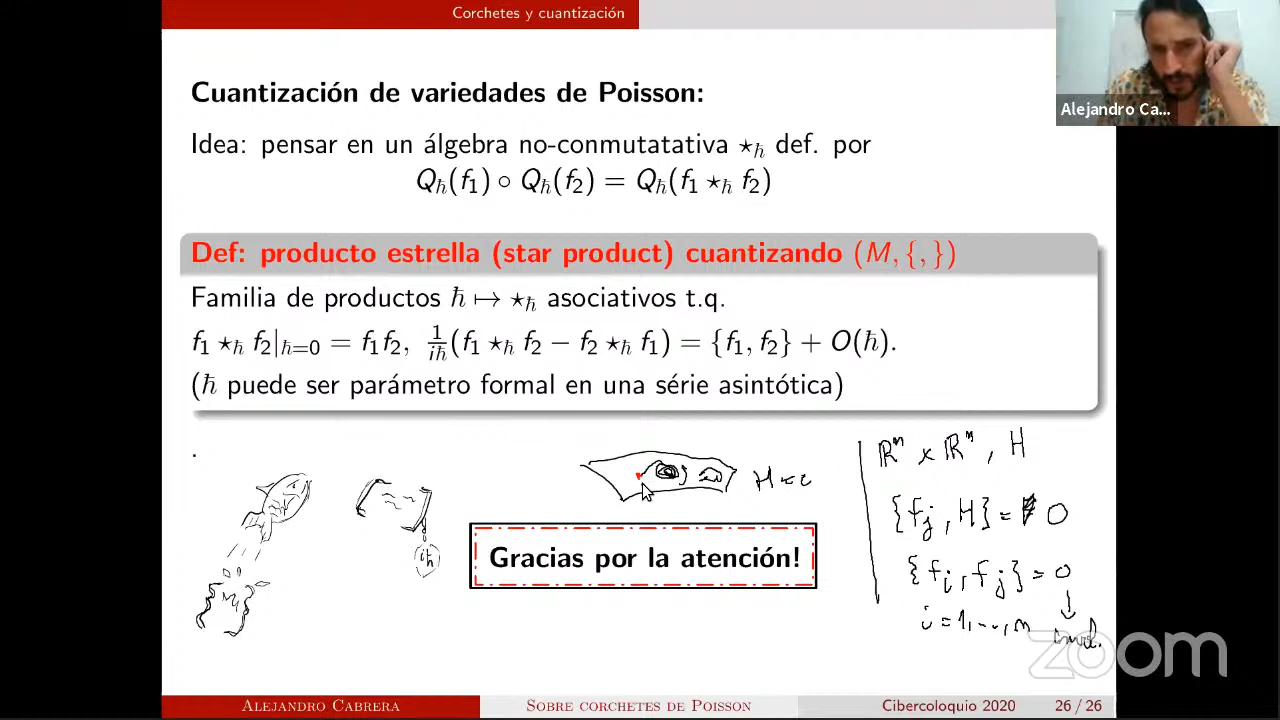 Corchetes y cuantización
Alejandro Ca...
Cuantización de variedades de Poisson:
Idea: pensar en un álgebra no-conmutatativa ⋆ℏ def. por
Qℏ(f₁) ∘ Qℏ(f₂) = Qℏ(f₁ ⋆ℏ f₂)
Def: producto estrella (star product) cuantizando (M, {,})
Familia de productos ℏ ↦ ⋆ℏ asociativos t.q.
f₁ ⋆ℏ f₂|ℏ=0 = f₁f₂, 1/iℏ (f₁ ⋆ℏ f₂ − f₂ ⋆ℏ f₁) = {f₁, f₂} + O(ℏ).
(ℏ puede ser parámetro formal en una série asintótica)
.
iℏ
Gracias por la atención!
ℝⁿ × ℝⁿ, H
{fj, H} = 0
{fi, fj} = 0
i = 1, ..., n
zoom
Alejandro Cabrera
Sobre corchetes de Poisson
Cibercoloquio 2020
26 / 26